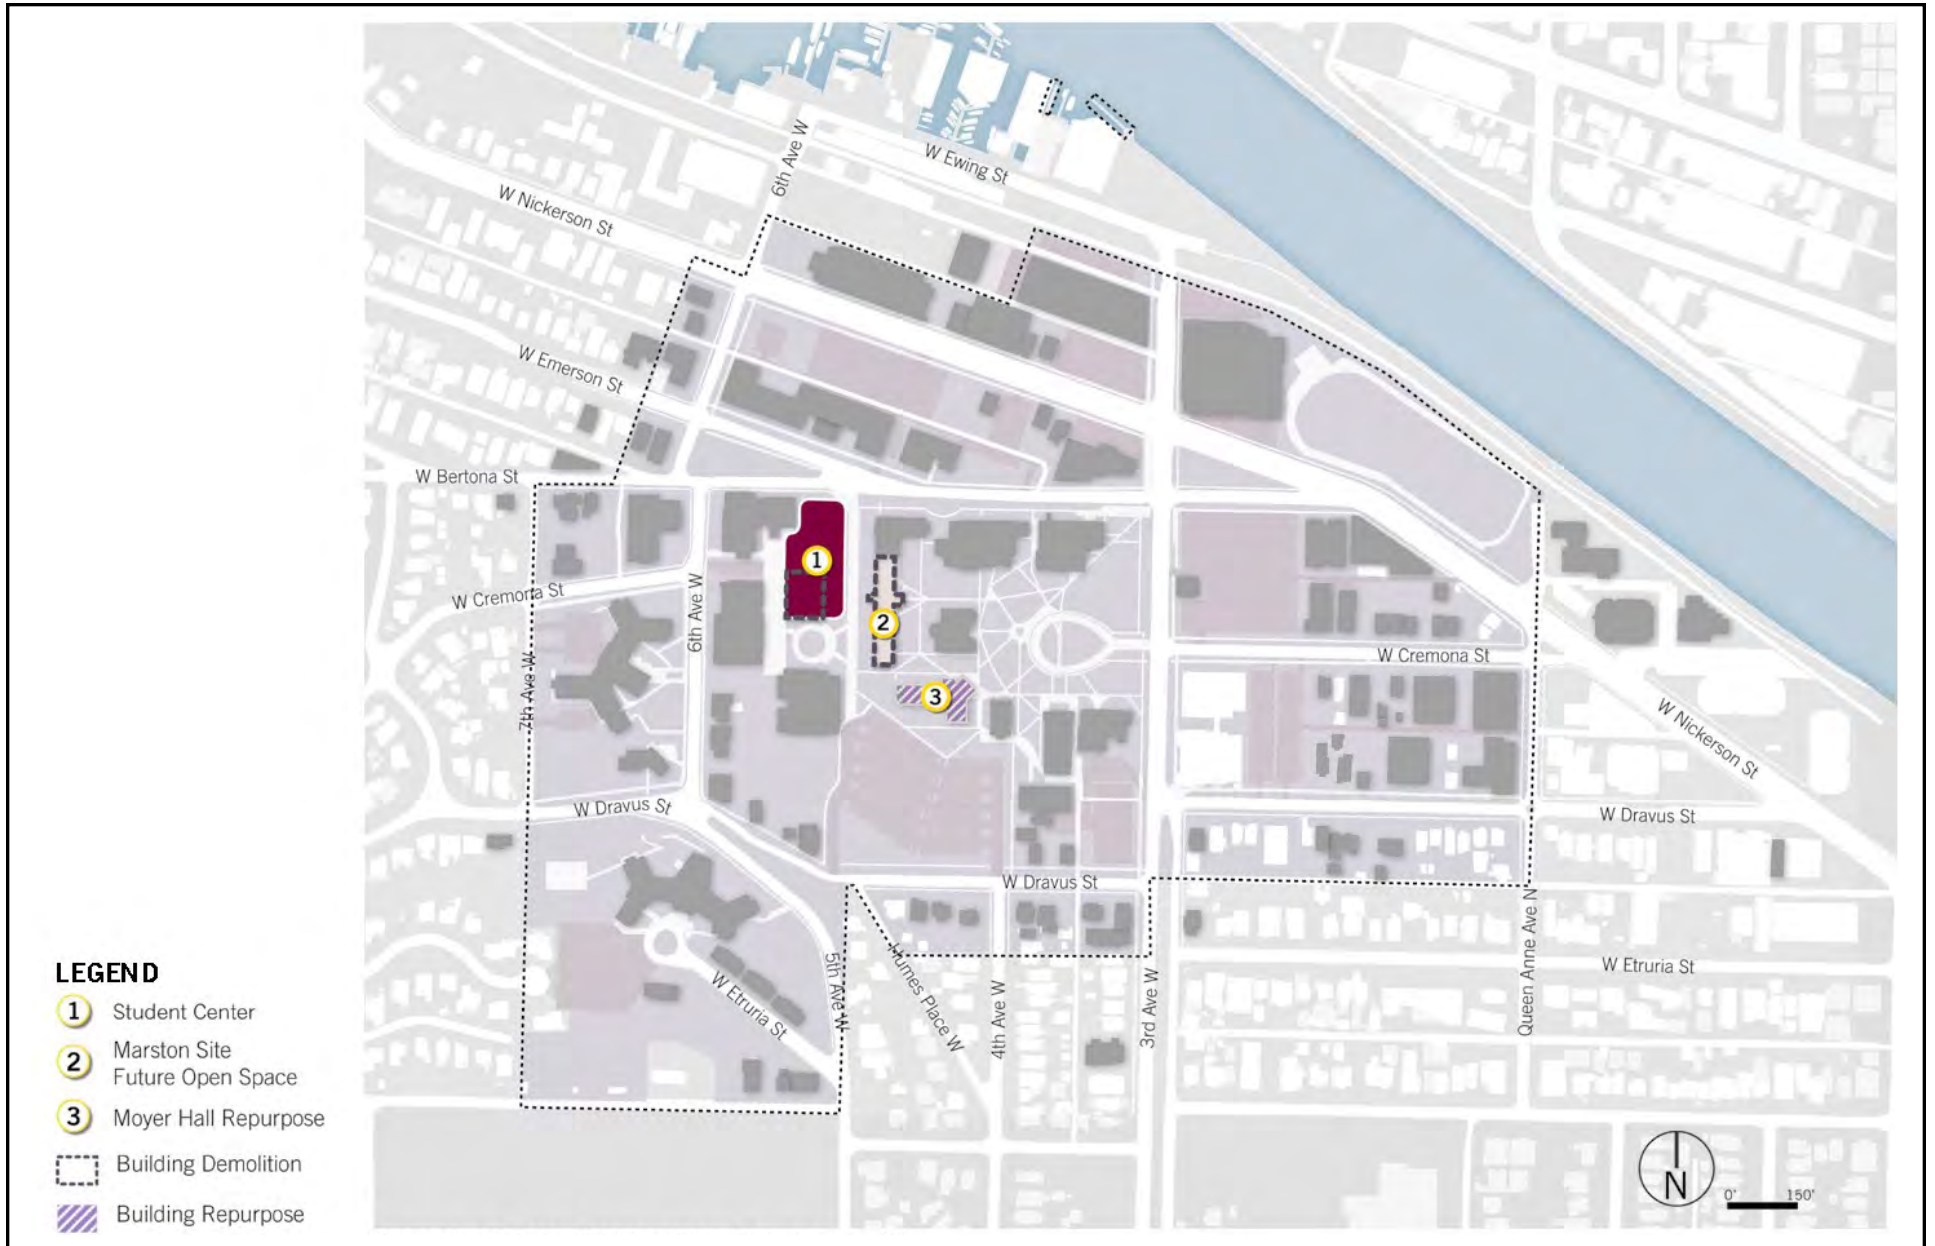 6th Ave W
W Ewing St
W Nickerson St
W Emerson St
W Bertona St
1
W Cremona St
6th Ave W
2
W Cremona St
7th Ave W
3
W Nickerson St
W Dravus St
W Dravus St
W Dravus St
Humes Place W
Queen Anne Ave N
5th Ave W
W Etruria St
4th Ave W
3rd Ave W
W Etruria St
LEGEND
1 Student Center
2 Marston Site
Future Open Space
3 Moyer Hall Repurpose
Building Demolition
Building Repurpose
N
0' 150'